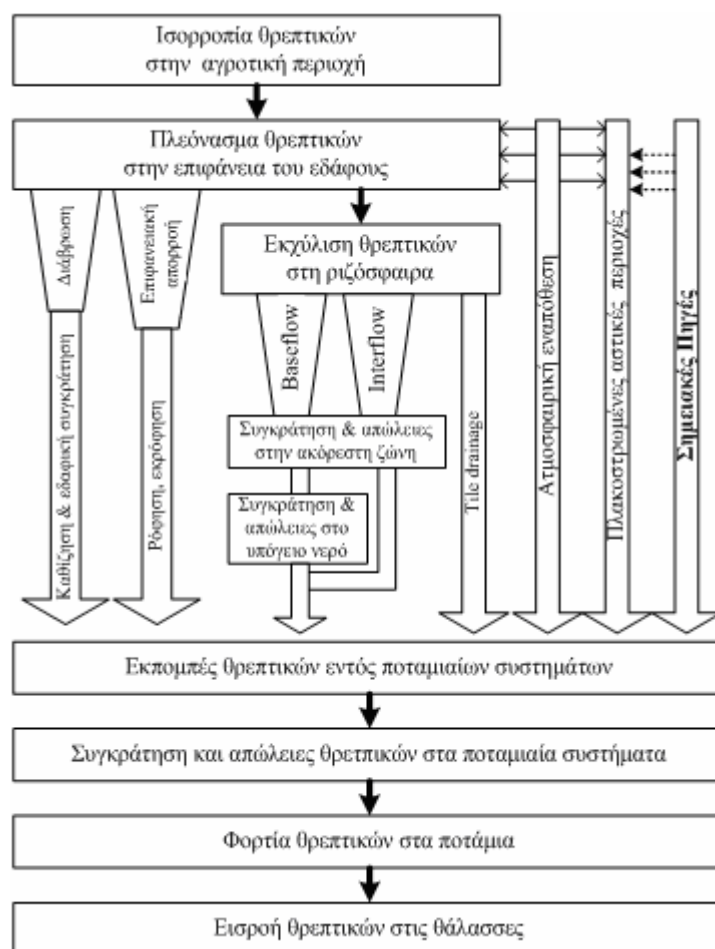 Ισορροπία θρεπτικών
στην αγροτική περιοχή
Πλεόνασμα θρεπτικών
στην επιφάνεια του εδάφους
Διάβρωση
Επιφανειακή
απορροή
Εκχύλιση θρεπτικών
στη ριζόσφαιρα
Baseflow
Interflow
Συγκράτηση & απώλειες
στην ακόρεστη ζώνη
Συγκράτηση &
απώλειες στο
υπόγειο νερό
Καθίζηση & εδαφική συγκράτηση
Ρόφηση, εκρόφηση
Tile drainage
Ατμοσφαιρική εναπόθεση
Πλακοστρωμένες αστικές περιοχές
Σημειακές Πηγές
Εκπομπές θρεπτικών εντός ποταμιαίων συστημάτων
Συγκράτηση και απώλειες θρετπικών στα ποταμιαία συστήματα
Φορτία θρεπτικών στα ποτάμια
Εισροή θρεπτικών στις θάλασσες